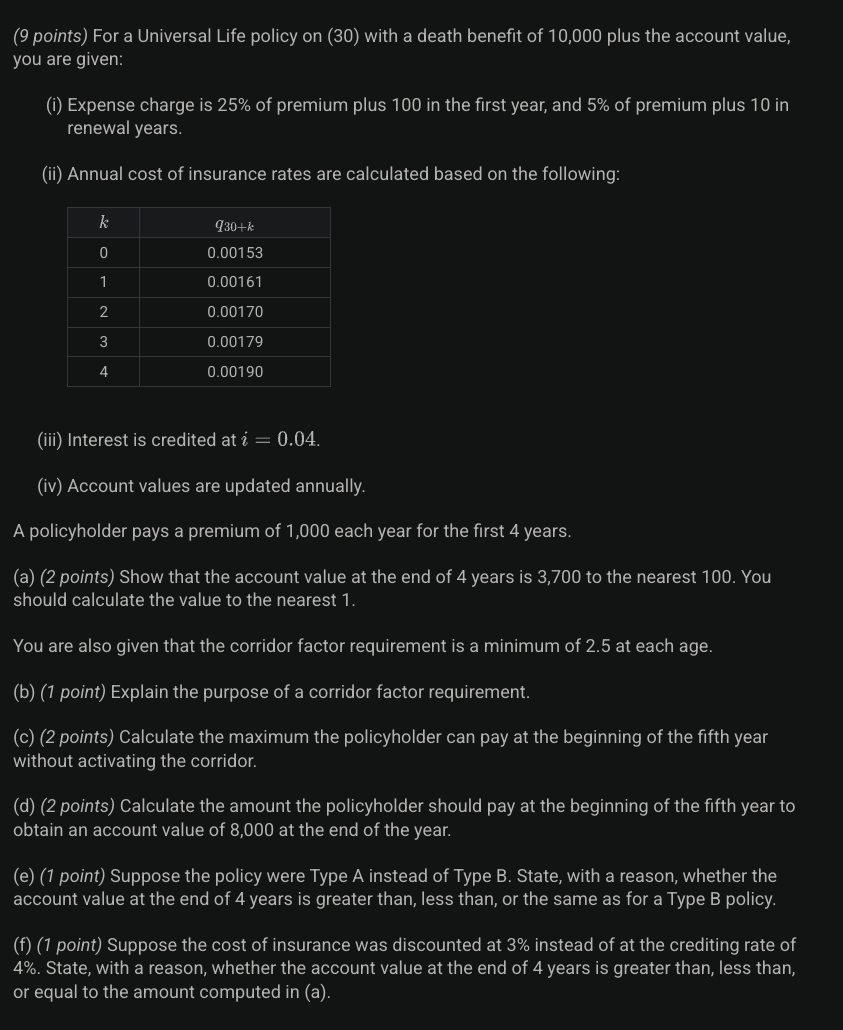 (9 points) For a Universal Life policy on (30) with a death benefit of 10,000 plus the account value,
you are given:
(i) Expense charge is 25% of premium plus 100 in the first year, and 5% of premium plus 10 in
renewal years.
(ii) Annual cost of insurance rates are calculated based on the following:
k q30+k
0 0.00153
1 0.00161
2 0.00170
3 0.00179
4 0.00190
(iii) Interest is credited at i = 0.04.
(iv) Account values are updated annually.
A policyholder pays a premium of 1,000 each year for the first 4 years.
(a) (2 points) Show that the account value at the end of 4 years is 3,700 to the nearest 100. You
should calculate the value to the nearest 1.
You are also given that the corridor factor requirement is a minimum of 2.5 at each age.
(b) (1 point) Explain the purpose of a corridor factor requirement.
(c) (2 points) Calculate the maximum the policyholder can pay at the beginning of the fifth year
without activating the corridor.
(d) (2 points) Calculate the amount the policyholder should pay at the beginning of the fifth year to
obtain an account value of 8,000 at the end of the year.
(e) (1 point) Suppose the policy were Type A instead of Type B. State, with a reason, whether the
account value at the end of 4 years is greater than, less than, or the same as for a Type B policy.
(f) (1 point) Suppose the cost of insurance was discounted at 3% instead of at the crediting rate of
4%. State, with a reason, whether the account value at the end of 4 years is greater than, less than,
or equal to the amount computed in (a).